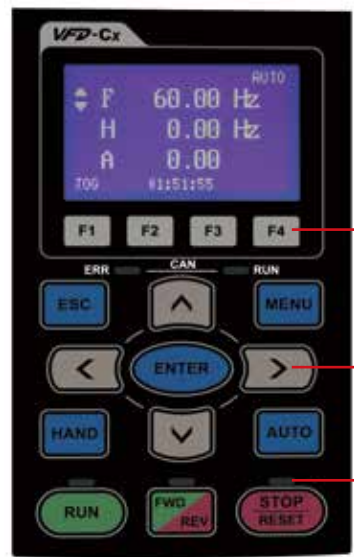 VFD-Cx
AUTO
F 60.00 Hz
H 0.00 Hz
A 0.00
JOG 01:51:55
F1 F2 F3 F4
ERR CAN RUN
ESC MENU
ENTER
HAND AUTO
RUN FWD REV STOP RESET